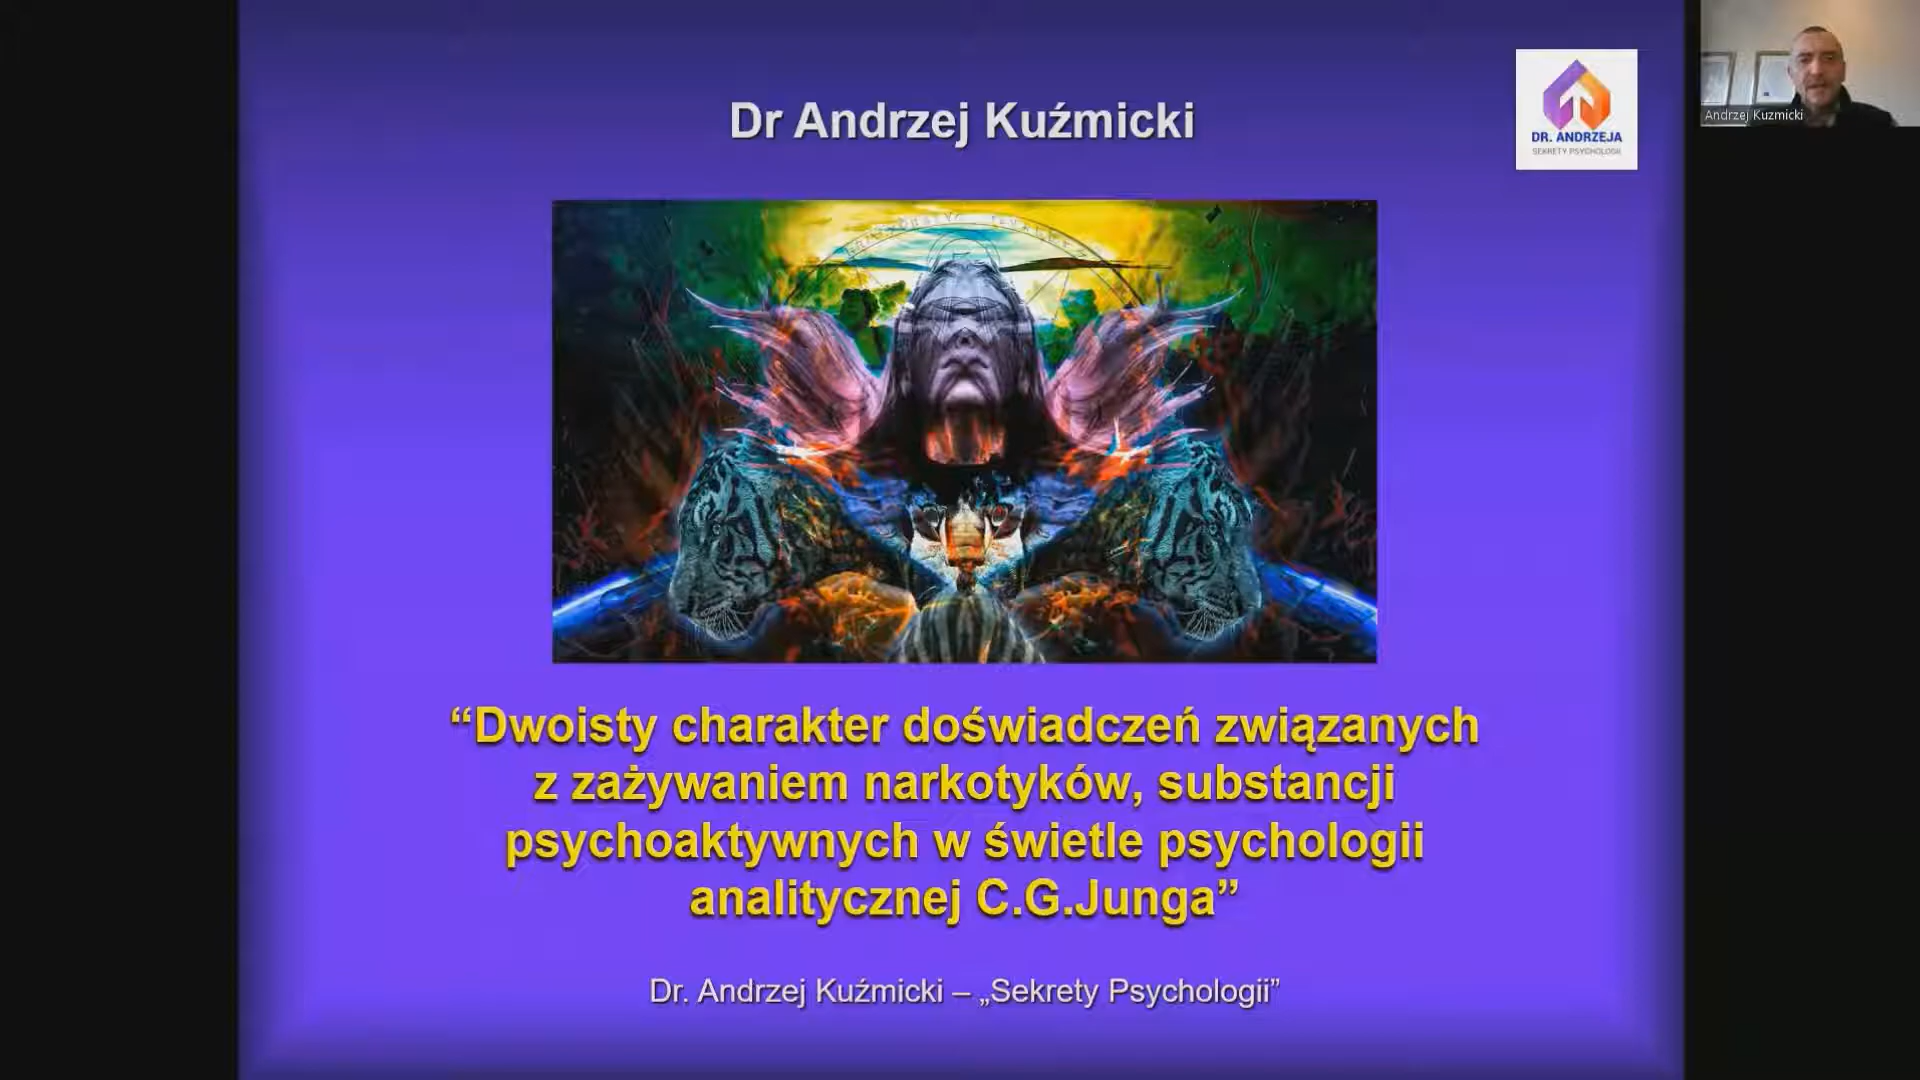 Dr Andrzej Kuźmicki
DR. ANDRZEJA
SEKRETY PSYCHOLOGII
Andrzej Kuzmicki
“Dwoisty charakter doświadczeń związanych
z zażywaniem narkotyków, substancji
psychoaktywnych w świetle psychologii
analitycznej C.G.Junga”
Dr. Andrzej Kuźmicki – „Sekrety Psychologii”